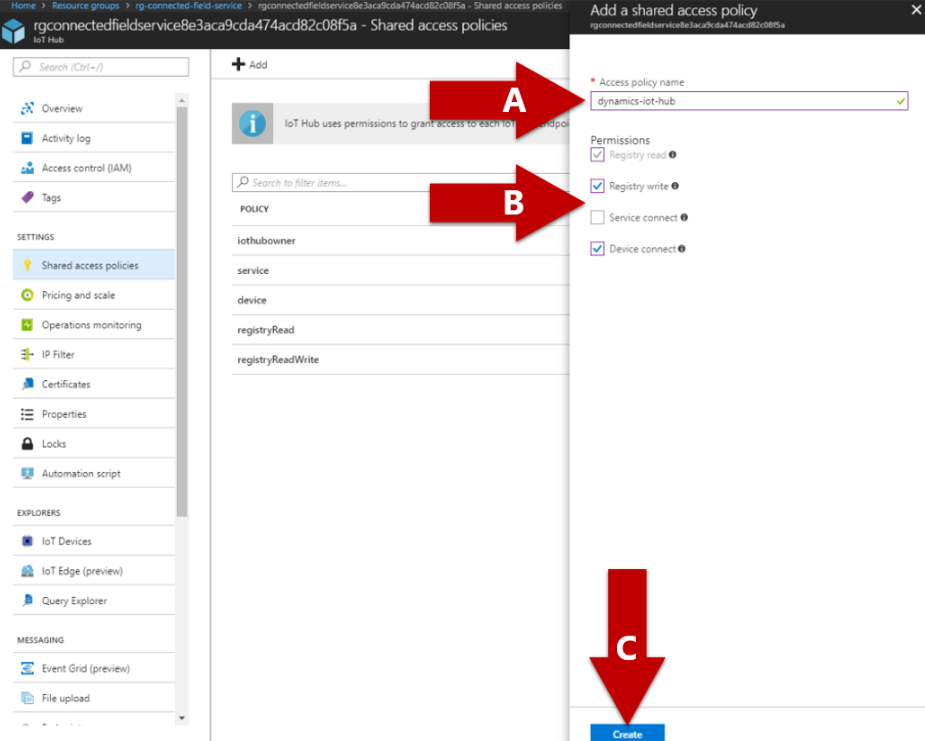 Home > Resource groups > rg-connected-field-service > rgconnectedfieldservice8e3aca9cda474acd82c08f5a - Shared access policies
rgconnectedfieldservice8e3aca9cda474acd82c08f5a - Shared access policies
IoT Hub
Search (Ctrl+/)
Overview
Activity log
Access control (IAM)
Tags
SETTINGS
Shared access policies
Pricing and scale
Operations monitoring
IP Filter
Certificates
Properties
Locks
Automation script
EXPLORERS
IoT Devices
IoT Edge (preview)
Query Explorer
MESSAGING
Event Grid (preview)
File upload
Add
IoT Hub uses permissions to grant access to each IoT
Search to filter items...
POLICY
iothubowner
service
device
registryRead
registryReadWrite
Add a shared access policy
rgconnectedfieldservice8e3aca9cda474acd82c08f5a
* Access policy name
A
dynamics-iot-hub
Permissions
Registry read
Registry write
B
Service connect
Device connect
C
Create